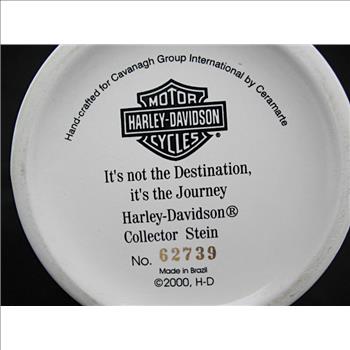 Hand-crafted for Cavanagh Group International by Ceramarte
MOTOR
HARLEY-DAVIDSON
CYCLES
It's not the Destination,
it's the Journey
Harley-Davidson®
Collector Stein
No. 62739
Made in Brazil
©2000, H-D